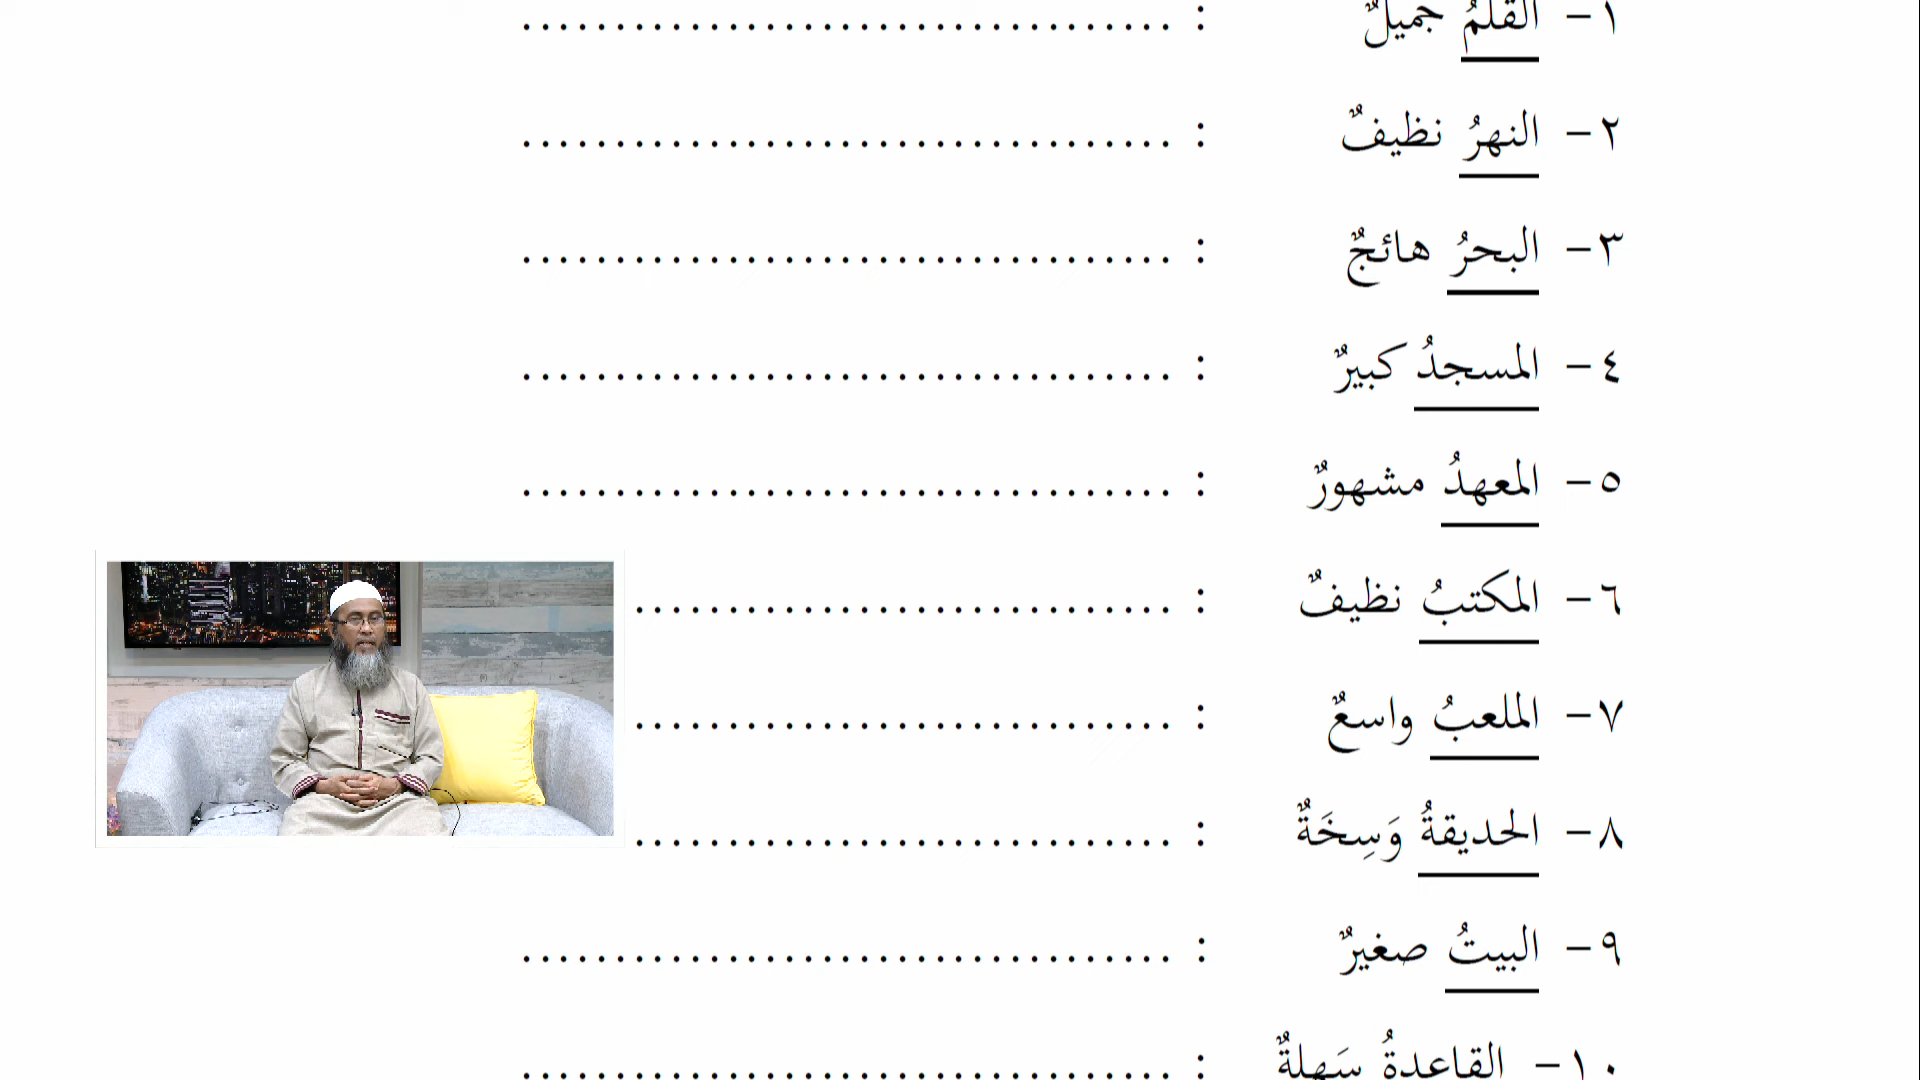 ١- القلمُ جميلٌ : ....................................
٢- النهرُ نظيفٌ : ....................................
٣- البحرُ هائجٌ : ....................................
٤- المسجدُ كبيرٌ : ....................................
٥- المعهدُ مشهورٌ : ....................................
٦- المكتبُ نظيفٌ : ..............................
٧- الملعبُ واسعٌ : ..............................
٨- الحديقةُ وَسِخَةٌ : ..............................
٩- البيتُ صغيرٌ : ....................................
١٠- القاعدةُ سَهلةٌ : ....................................